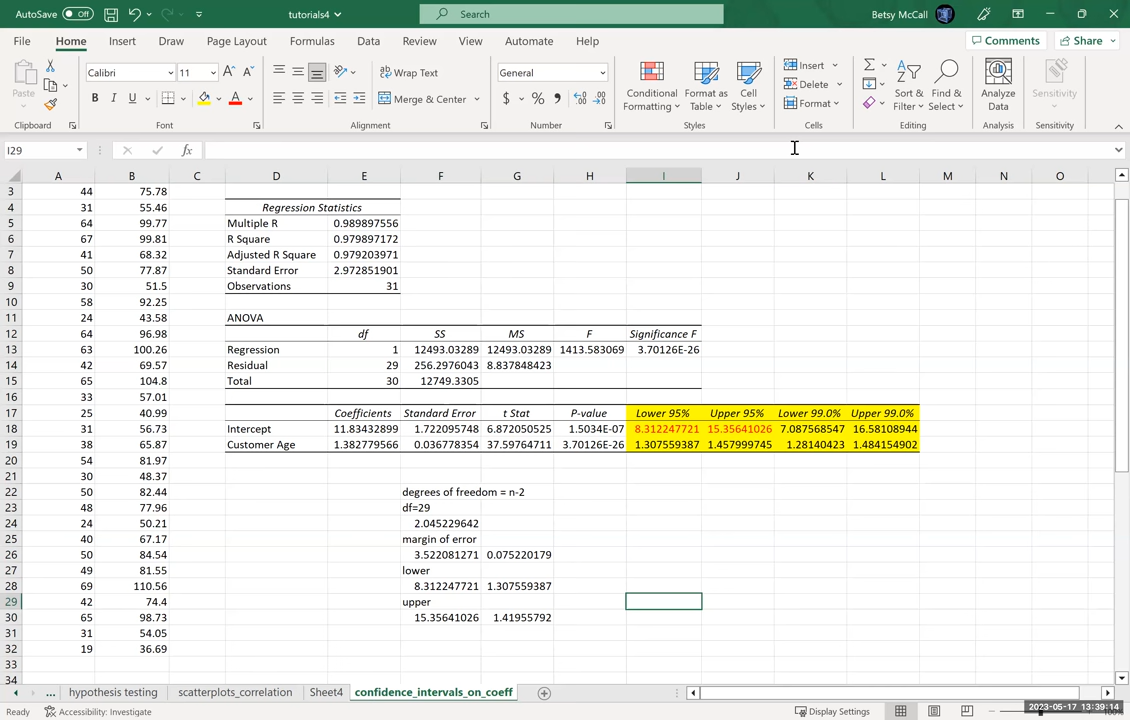 AutoSave Off tutorials4 Search Betsy McCall
File Home Insert Draw Page Layout Formulas Data Review View Automate Help Comments Share
Paste Calibri 11 A A B I U A Wrap Text Merge & Center General $ % , Conditional Formatting Format as Table Cell Styles Insert Delete Format Sort & Filter Find & Select Analyze Data Sensitivity
Clipboard Font Alignment Number Styles Cells Editing Analysis Sensitivity
I29 fx
A B C D E F G H I J K L M N O
3 44 75.78
4 31 55.46 Regression Statistics
5 64 99.77 Multiple R 0.989897556
6 67 99.81 R Square 0.979897172
7 41 68.32 Adjusted R Square 0.979203971
8 50 77.87 Standard Error 2.972851901
9 30 51.5 Observations 31
10 58 92.25
11 24 43.58 ANOVA
12 64 96.98 df SS MS F Significance F
13 63 100.26 Regression 1 12493.03289 12493.03289 1413.583069 3.70126E-26
14 42 69.57 Residual 29 256.2976043 8.837848423
15 65 104.8 Total 30 12749.3305
16 33 57.01
17 25 40.99 Coefficients Standard Error t Stat P-value Lower 95% Upper 95% Lower 99.0% Upper 99.0%
18 31 56.73 Intercept 11.83432899 1.722095748 6.872050525 1.5034E-07 8.312247721 15.35641026 7.087568547 16.58108944
19 38 65.87 Customer Age 1.382779566 0.036778354 37.59764711 3.70126E-26 1.307559387 1.457999745 1.28140423 1.484154902
20 54 81.97
21 30 48.37
22 50 82.44 degrees of freedom = n-2
23 48 77.96 df=29
24 24 50.21 2.045229642
25 40 67.17 margin of error
26 50 84.54 3.522081271 0.075220179
27 49 81.55 lower
28 69 110.56 8.312247721 1.307559387
29 42 74.4 upper
30 65 98.73 15.35641026 1.41955792
31 31 54.05
32 19 36.69
33
34
... hypothesis testing scatterplots_correlation Sheet4 confidence_intervals_on_coeff
Ready Accessibility: Investigate Display Settings 2023-05-17 13:39:14